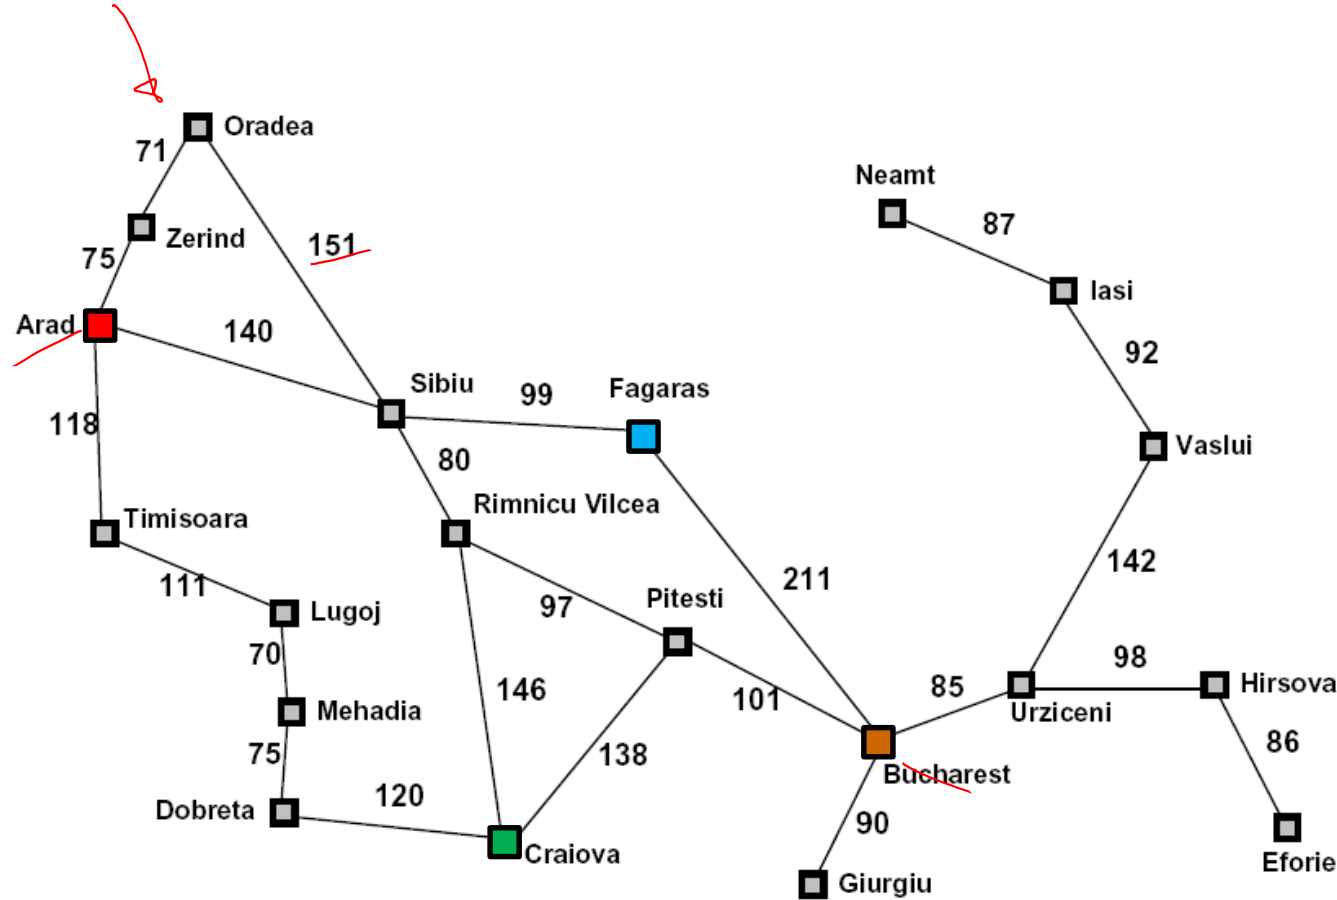 Oradea
71
Neamt
87
Zerind
151
75
Iasi
Arad
140
92
Sibiu
99
Fagaras
118
80
Vaslui
Rimnicu Vilcea
Timisoara
142
111
97
Pitesti
211
Lugoj
70
98
146
101
85
Hirsova
Mehadia
Urziceni
75
138
86
Bucharest
120
Dobreta
90
Craiova
Eforie
Giurgiu